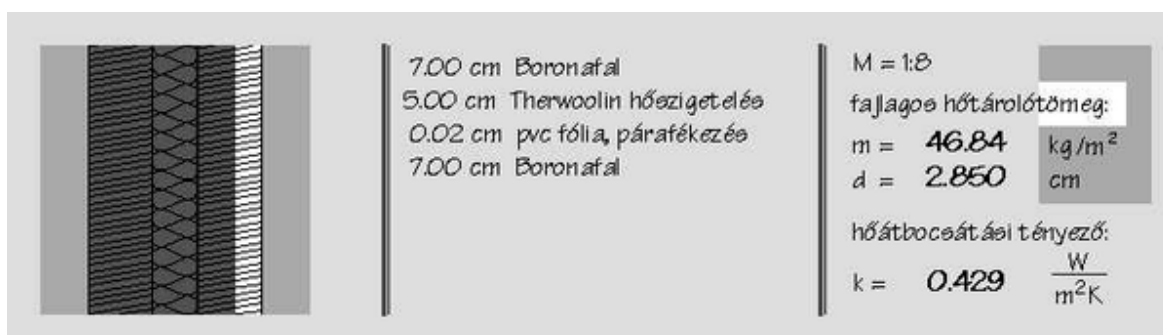 7.00 cm Boronafal
5.00 cm Therwoolin hőszigetelés
0.02 cm pvc fólia, párafékezés
7.00 cm Boronafal
M = 1:8
fajlagos hőtárolótömeg:
m = 46.84 kg/m²
d = 2.850 cm
hőátbocsátási tényező:
k = 0.429 W/m²K